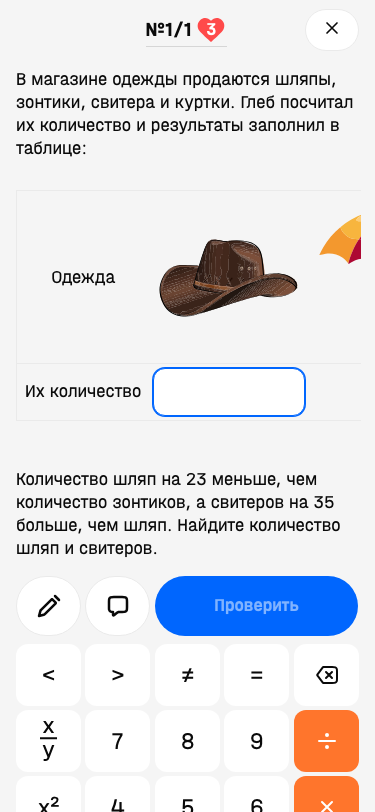 №1/1 3
В магазине одежды продаются шляпы,
зонтики, свитера и куртки. Глеб посчитал
их количество и результаты заполнил в
таблице:
Одежда
Их количество
Количество шляп на 23 меньше, чем
количество зонтиков, а свитеров на 35
больше, чем шляп. Найдите количество
шляп и свитеров.
Проверить
< > ≠ =
x/y 7 8 9 ÷
x² 4 5 6 ×